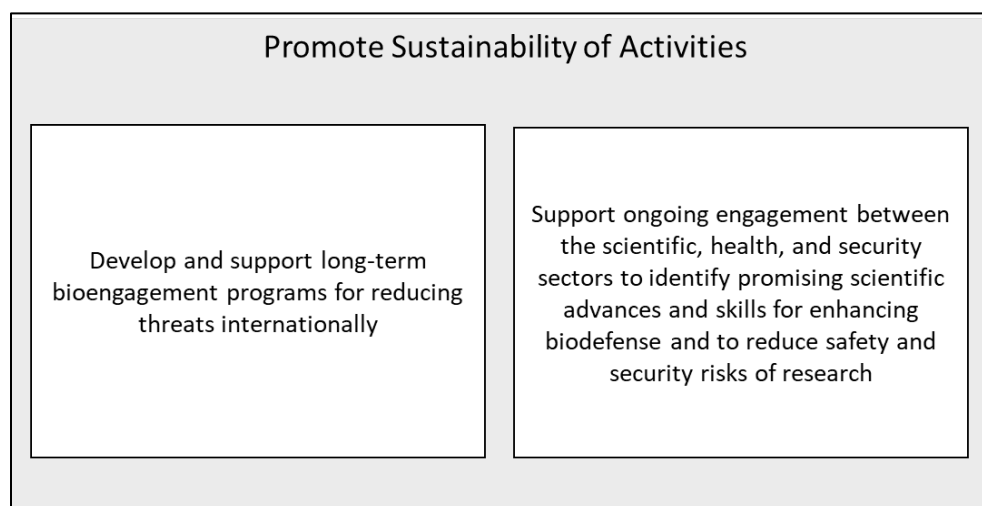 Promote Sustainability of Activities
Develop and support long-term
bioengagement programs for reducing
threats internationally
Support ongoing engagement between
the scientific, health, and security
sectors to identify promising scientific
advances and skills for enhancing
biodefense and to reduce safety and
security risks of research